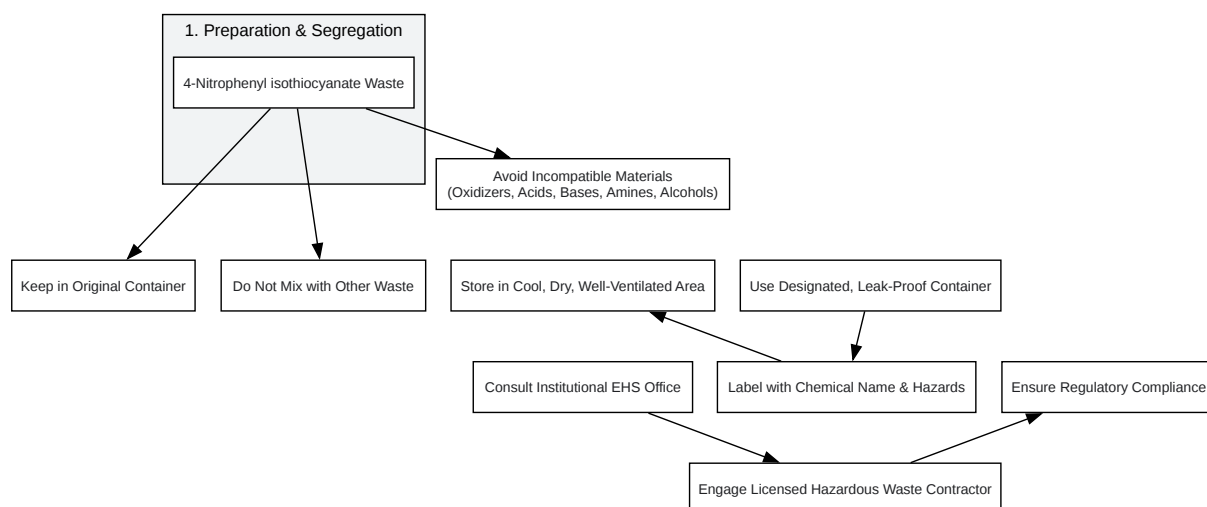 1. Preparation & Segregation
4-Nitrophenyl isothiocyanate Waste
Avoid Incompatible Materials
(Oxidizers, Acids, Bases, Amines, Alcohols)
Keep in Original Container
Do Not Mix with Other Waste
Store in Cool, Dry, Well-Ventilated Area
Use Designated, Leak-Proof Container
Consult Institutional EHS Office
Label with Chemical Name & Hazards
Ensure Regulatory Compliance
Engage Licensed Hazardous Waste Contractor